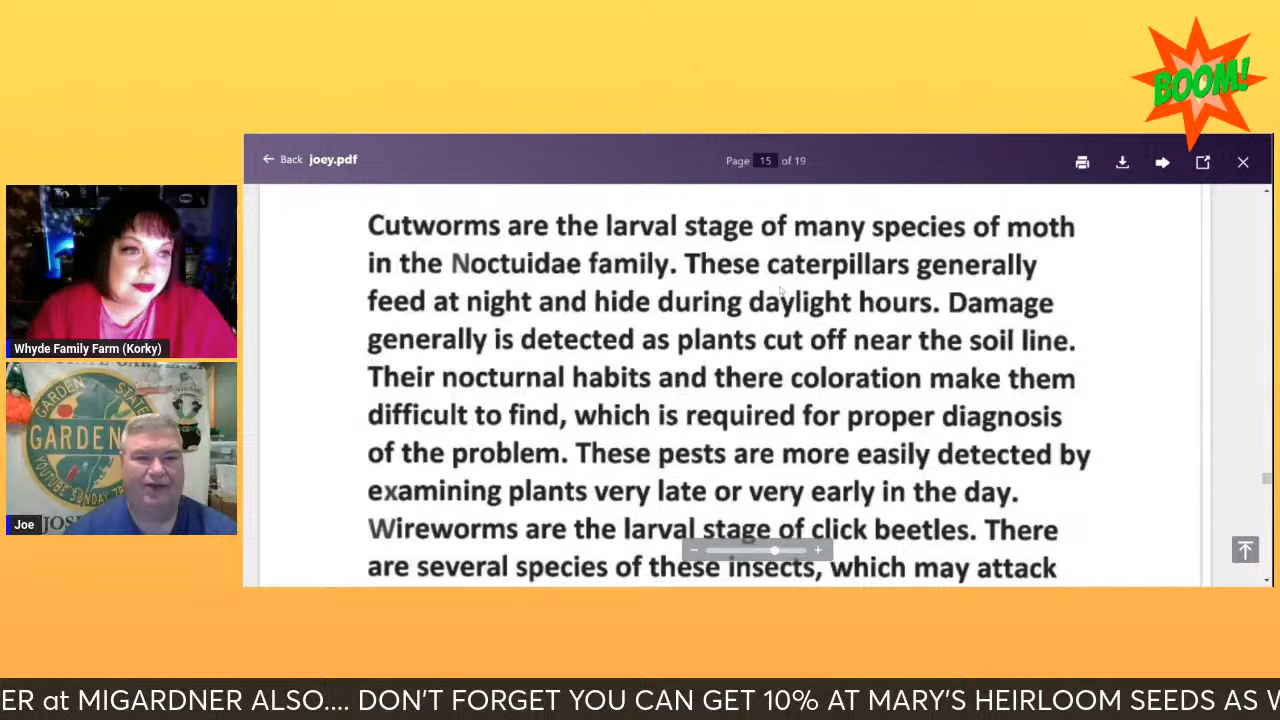 BOOM!
← Back joey.pdf
Page 15 of 19
Cutworms are the larval stage of many species of moth
in the Noctuidae family. These caterpillars generally
feed at night and hide during daylight hours. Damage
generally is detected as plants cut off near the soil line.
Their nocturnal habits and there coloration make them
difficult to find, which is required for proper diagnosis
of the problem. These pests are more easily detected by
examining plants very late or very early in the day.
Wireworms are the larval stage of click beetles. There
are several species of these insects, which may attack
Whyde Family Farm (Korky)
GARDEN STATE
GARDEN
YOUTUBE SUNDAY
Joe
ER at MIGARDNER ALSO.... DON'T FORGET YOU CAN GET 10% AT MARY'S HEIRLOOM SEEDS AS W